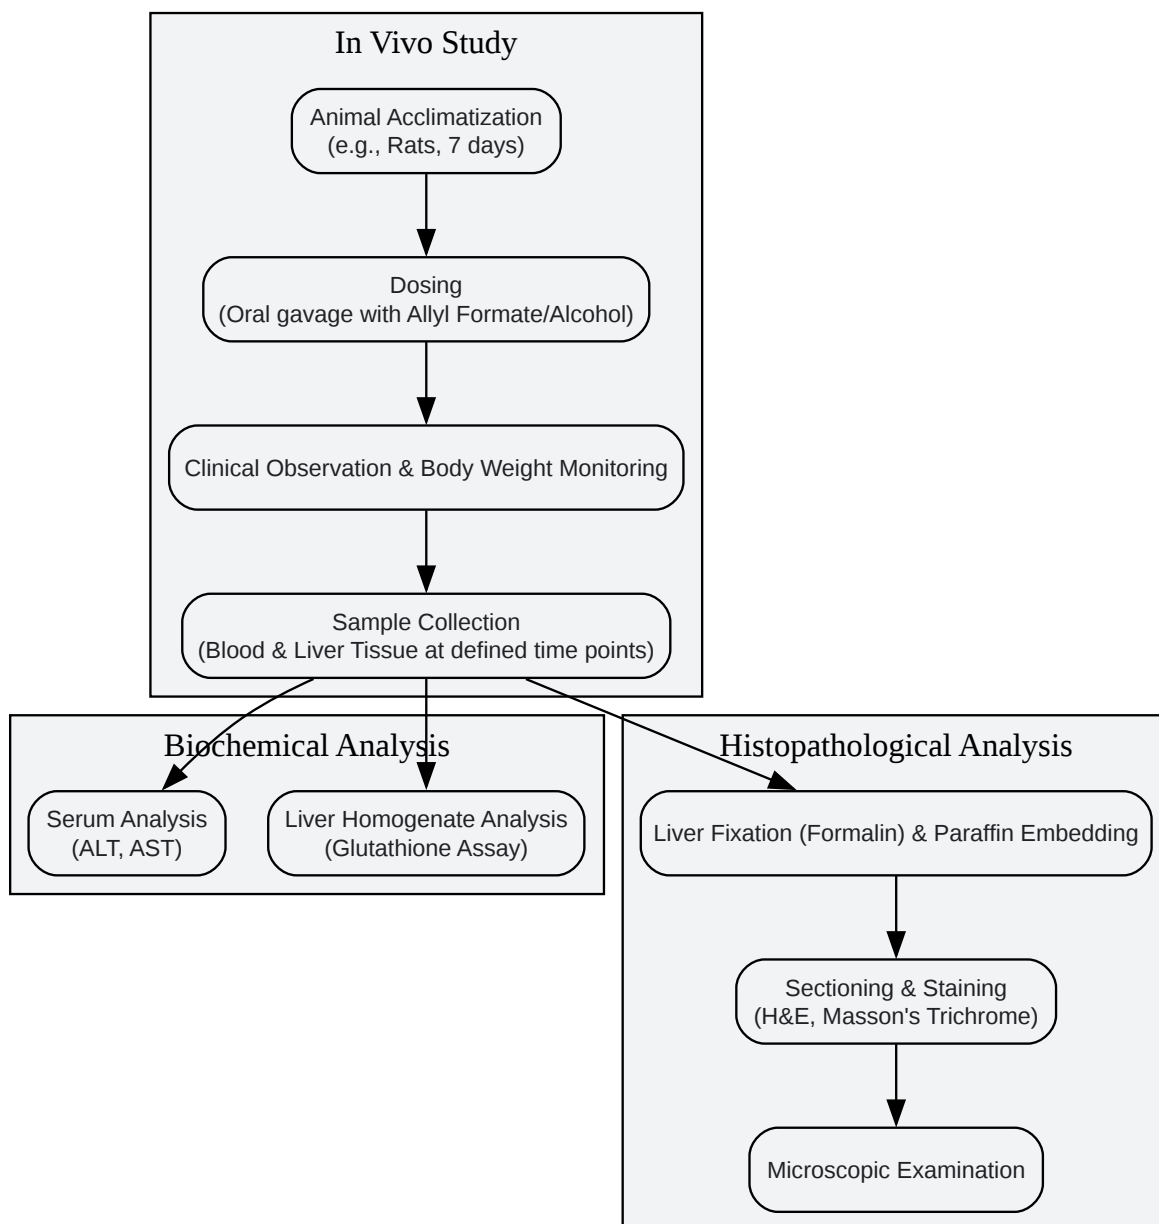 In Vivo Study
Animal Acclimatization
(e.g., Rats, 7 days)
Dosing
(Oral gavage with Allyl Formate/Alcohol)
Clinical Observation & Body Weight Monitoring
Sample Collection
(Blood & Liver Tissue at defined time points)
Biochemical Analysis
Serum Analysis
(ALT, AST)
Liver Homogenate Analysis
(Glutathione Assay)
Histopathological Analysis
Liver Fixation (Formalin) & Paraffin Embedding
Sectioning & Staining
(H&E, Masson's Trichrome)
Microscopic Examination